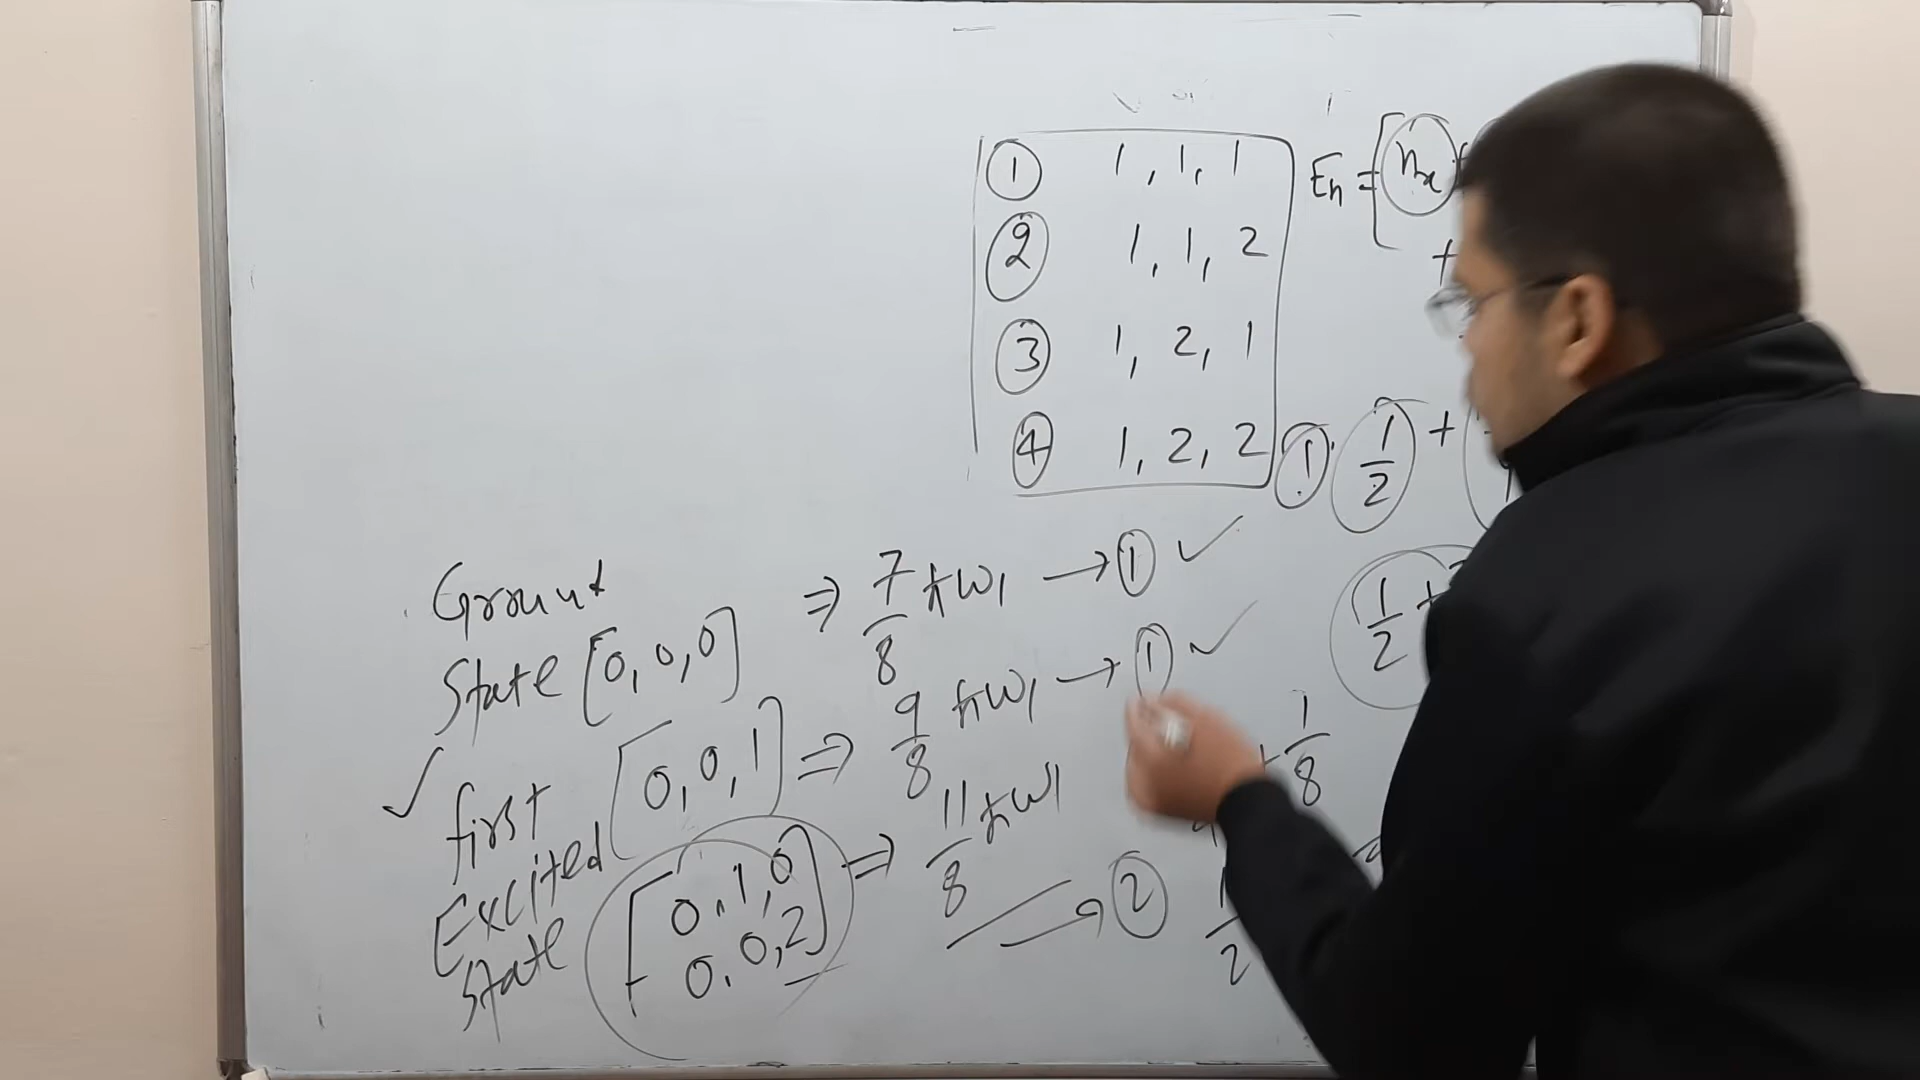 ① 1, 1, 1
② 1, 1, 2
③ 1, 2, 1
④ 1, 2, 2
En = [nx
+
① 1/2 +
1/2 +
+ 1/8
1/2
Ground State [0, 0, 0] ⇒ 7/8 ħω1 → ① ✓
✓ first Excited State [0, 0, 1] ⇒ 9/8 ħω1 → ① ✓
[0, 1, 0
0, 0, 2] ⇒ 11/8 ħω1 → ②